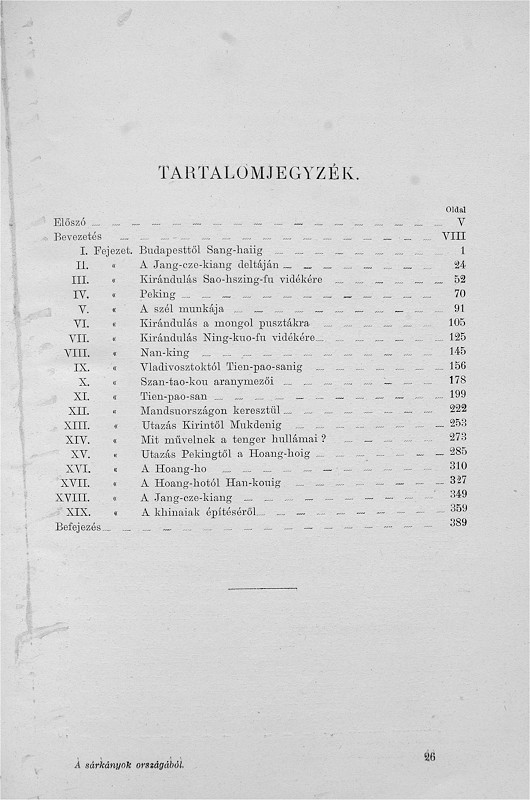 TARTALOMJEGYZÉK.
Oldal
Előszó V
Bevezetés VIII
I. Fejezet. Budapesttől Sang-haiig 1
II. « A Jang-cze-kiang deltáján 24
III. « Kirándulás Sao-hszing-fu vidékére 52
IV. « Peking 70
V. « A szél munkája 91
VI. « Kirándulás a mongol pusztákra 105
VII. « Kirándulás Ning-kuo-fu vidékére 125
VIII. « Nan-king 145
IX. « Vladivosztoktól Tien-pao-sanig 156
X. « Szan-tao-kou aranymezői 178
XI. « Tien-pao-san 199
XII. « Mandsuországon keresztül 222
XIII. « Utazás Kirintől Mukdenig 253
XIV. « Mit művelnek a tenger hullámai? 273
XV. « Utazás Pekingtől a Hoang-hoig 285
XVI. « A Hoang-ho 310
XVII. « A Hoang-hotól Han-kouig 327
XVIII. « A Jang-cze-kiang 349
XIX. « A khinaiak építéséről 359
Befejezés 389
A sárkányok országából. 26